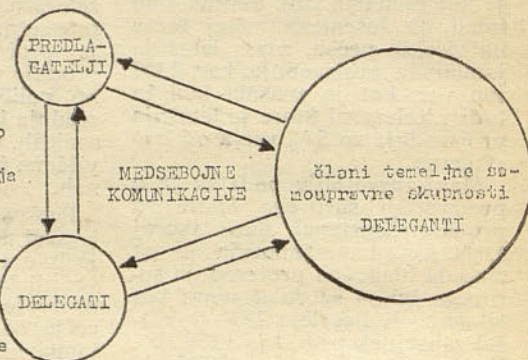 PREDLA-
GATELJI
MEDSEBOJNE
KOMUNIKACIJE
člani temeljne sa-
moupravne skupnosti
DELEGANTI
DELEGATI